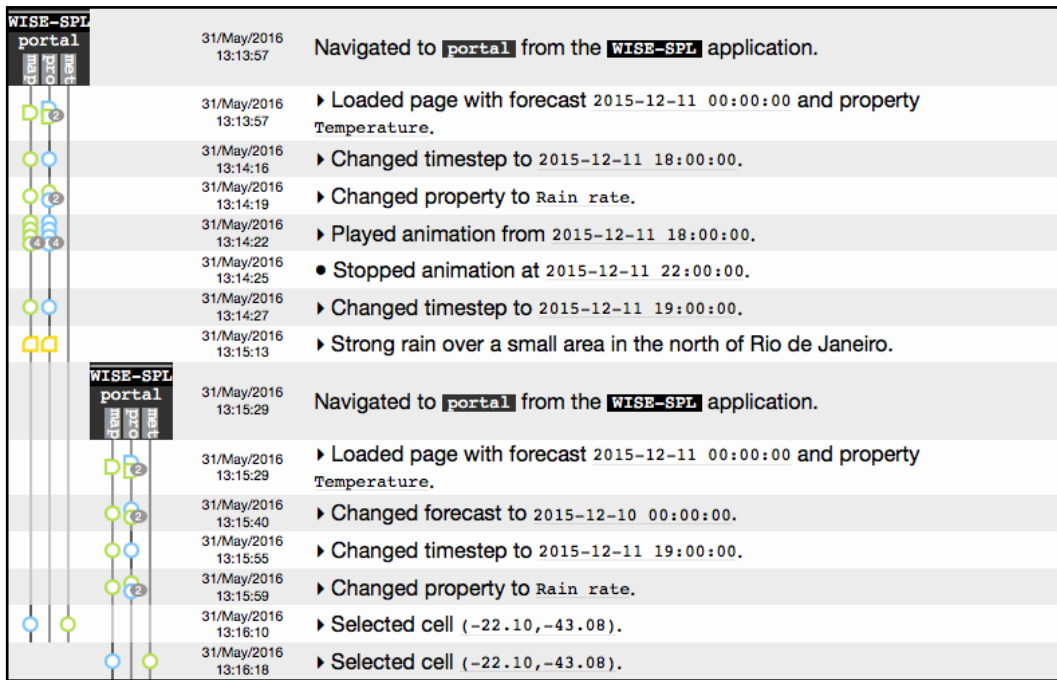 WISE-SPL
portal
map pro met
31/May/2016
13:13:57
Navigated to portal from the WISE-SPL application.
2
31/May/2016
13:13:57
Loaded page with forecast 2015-12-11 00:00:00 and property
Temperature.
31/May/2016
13:14:16
Changed timestep to 2015-12-11 18:00:00.
2
31/May/2016
13:14:19
Changed property to Rain rate.
4 4
31/May/2016
13:14:22
Played animation from 2015-12-11 18:00:00.
31/May/2016
13:14:25
Stopped animation at 2015-12-11 22:00:00.
31/May/2016
13:14:27
Changed timestep to 2015-12-11 19:00:00.
31/May/2016
13:15:13
Strong rain over a small area in the north of Rio de Janeiro.
WISE-SPL
portal
map pro met
31/May/2016
13:15:29
Navigated to portal from the WISE-SPL application.
2
31/May/2016
13:15:29
Loaded page with forecast 2015-12-11 00:00:00 and property
Temperature.
2
31/May/2016
13:15:40
Changed forecast to 2015-12-10 00:00:00.
31/May/2016
13:15:55
Changed timestep to 2015-12-11 19:00:00.
2
31/May/2016
13:15:59
Changed property to Rain rate.
31/May/2016
13:16:10
Selected cell (-22.10,-43.08).
31/May/2016
13:16:18
Selected cell (-22.10,-43.08).